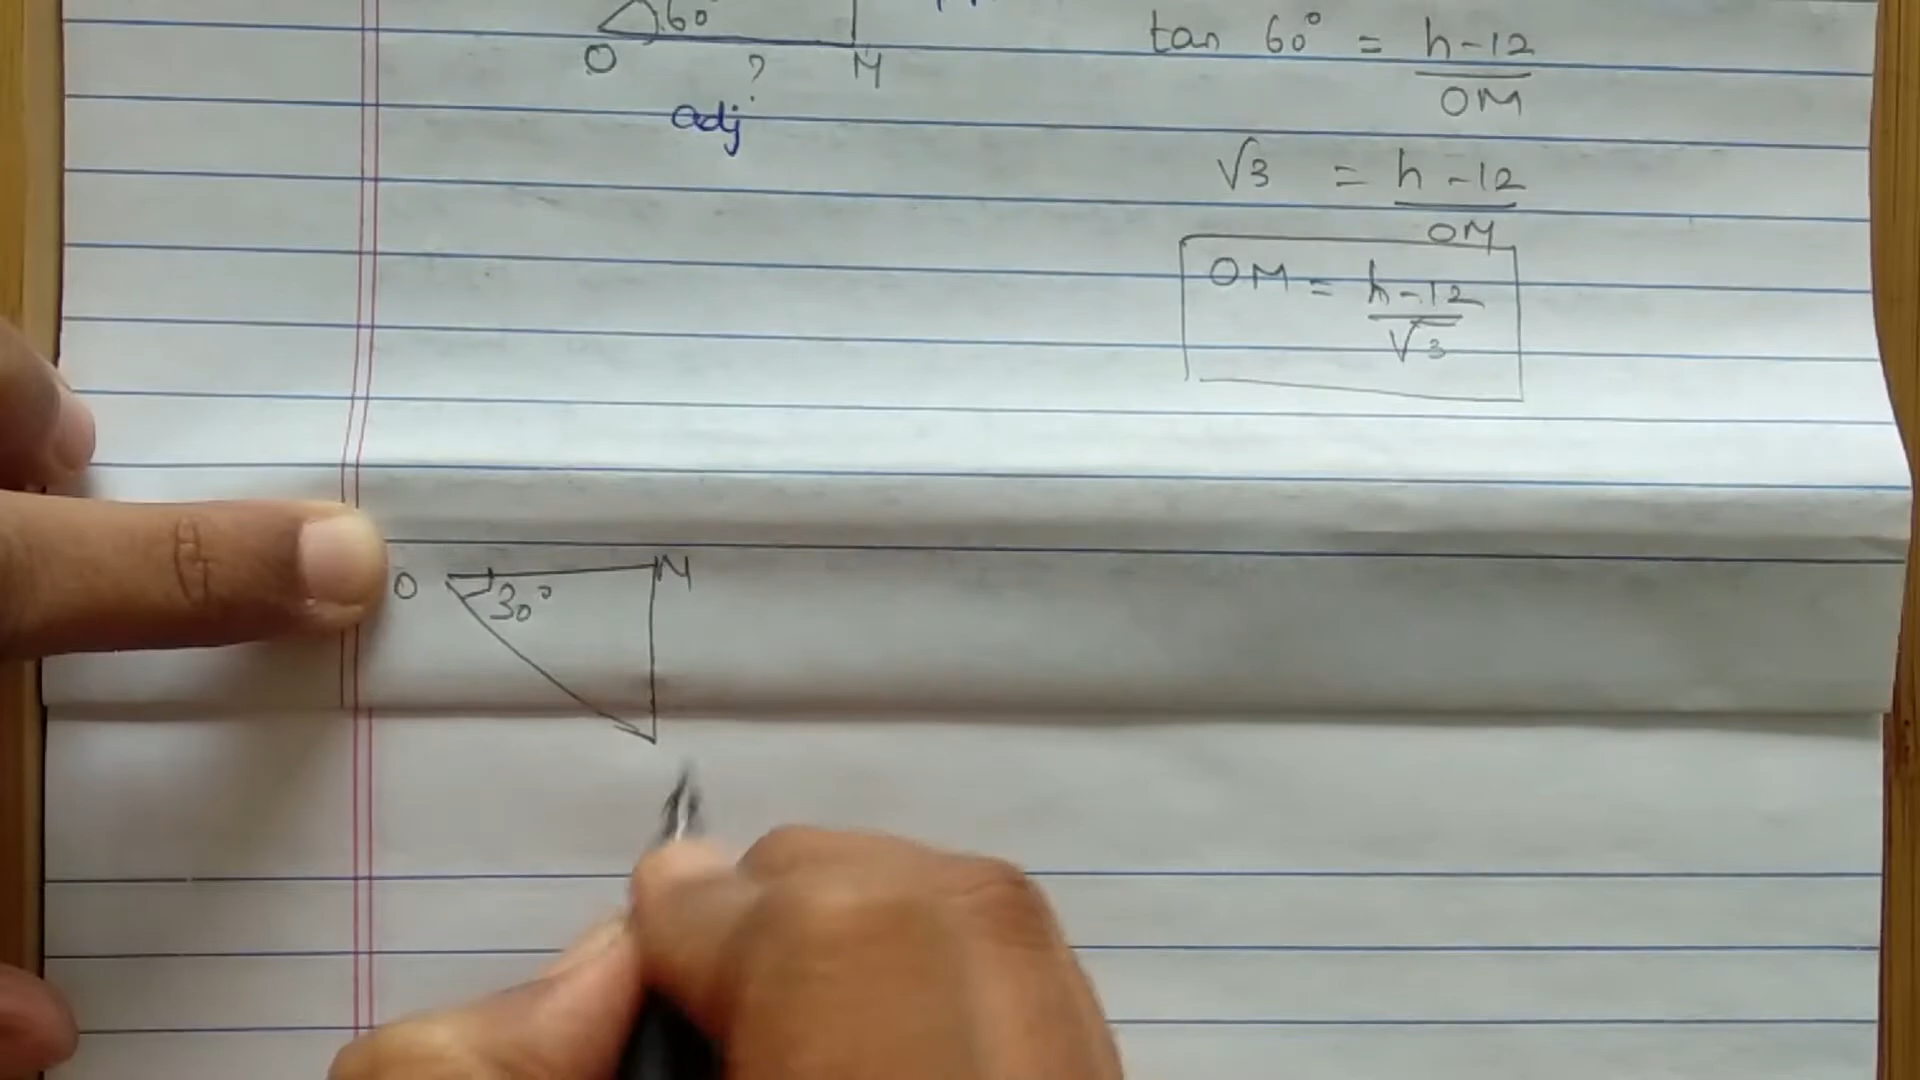 60°
O ? M
adj
tan 60° = h-12
OM
√3 = h-12
OM
OM = h-12
√3
O 30° M